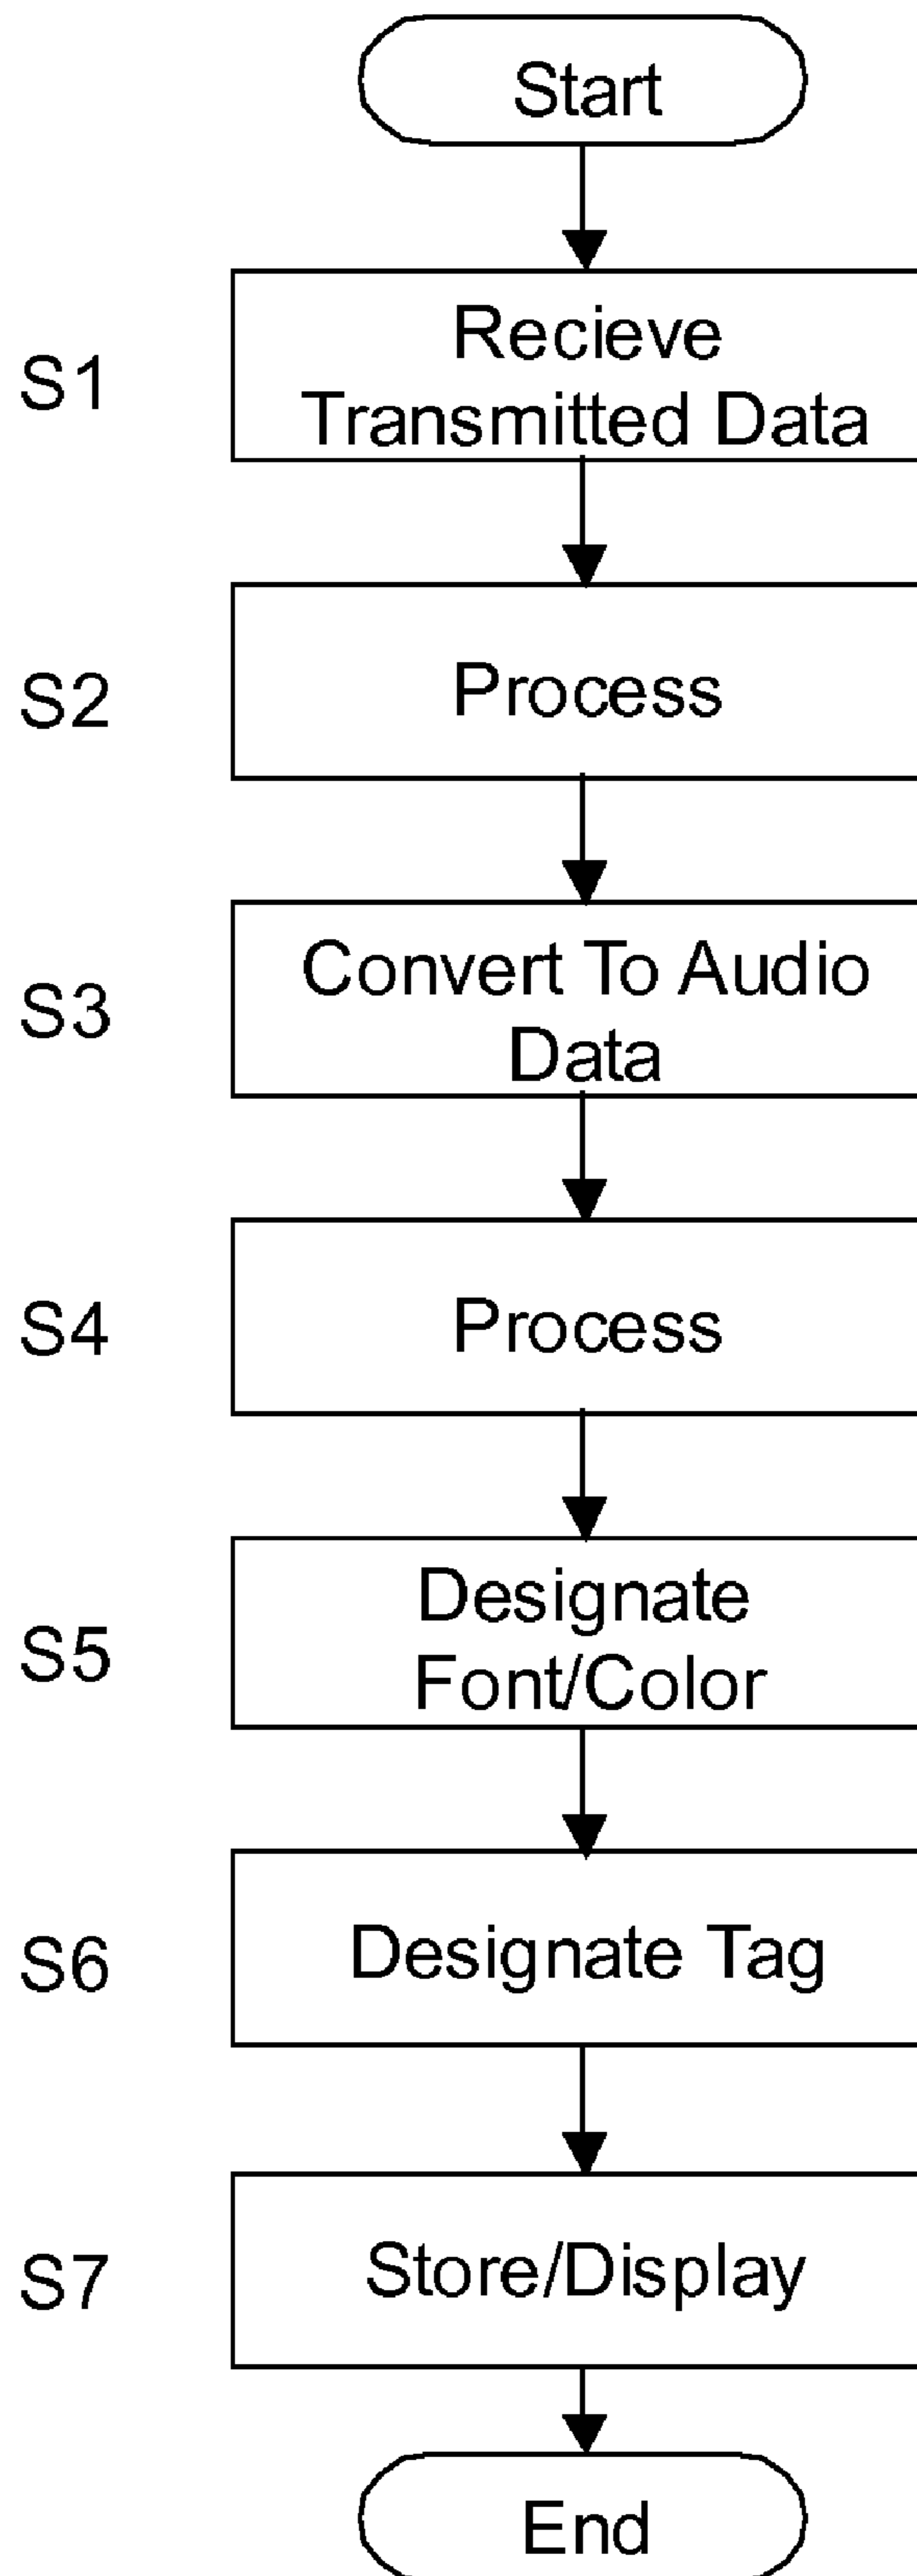 Start
S1
Recieve
Transmitted Data
S2
Process
S3
Convert To Audio
Data
S4
Process
S5
Designate
Font/Color
S6
Designate Tag
S7
Store/Display
End